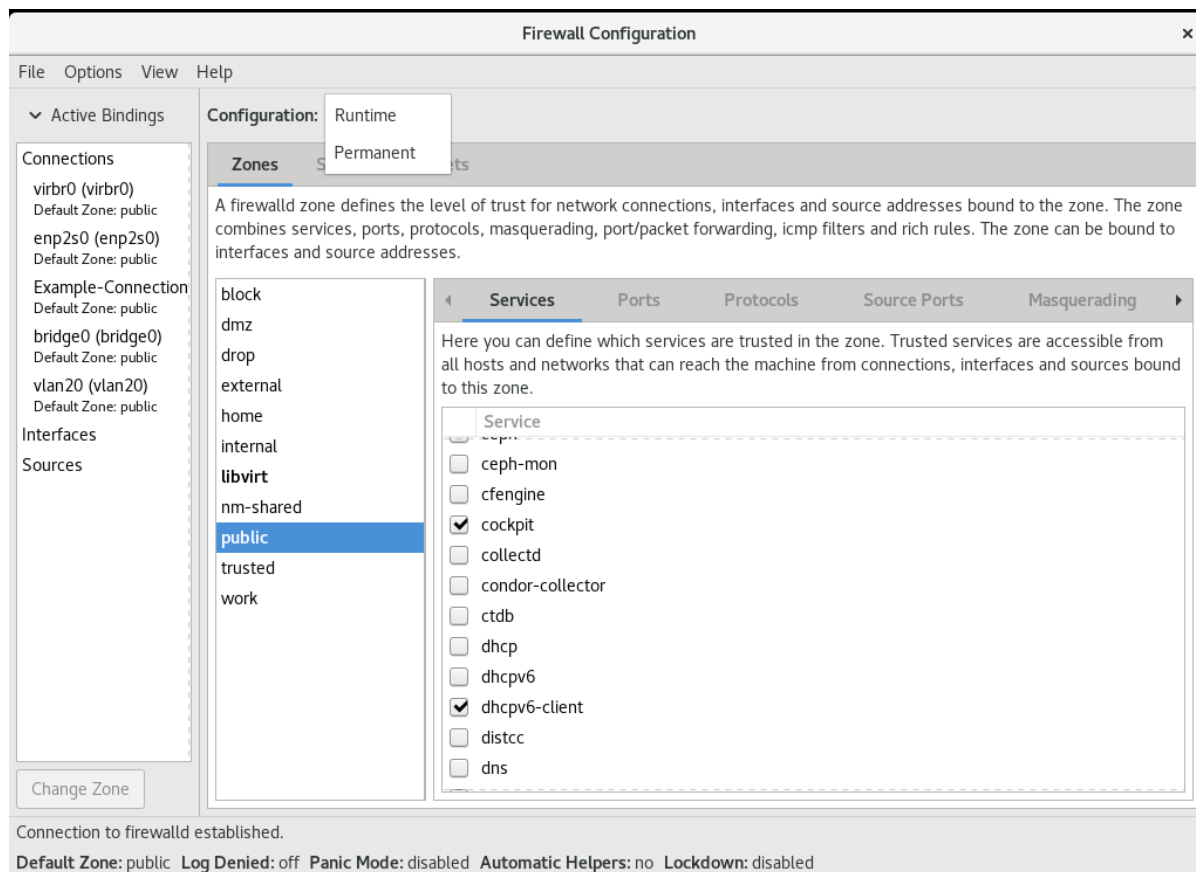 Firewall Configuration
File Options View Help
Active Bindings
Configuration:
Runtime
Permanent
Connections
virbr0 (virbr0)
Default Zone: public
enp2s0 (enp2s0)
Default Zone: public
Example-Connection
Default Zone: public
bridge0 (bridge0)
Default Zone: public
vlan20 (vlan20)
Default Zone: public
Interfaces
Sources
Change Zone
Zones
A firewalld zone defines the level of trust for network connections, interfaces and source addresses bound to the zone. The zone
combines services, ports, protocols, masquerading, port/packet forwarding, icmp filters and rich rules. The zone can be bound to
interfaces and source addresses.
block
dmz
drop
external
home
internal
libvirt
nm-shared
public
trusted
work
Services Ports Protocols Source Ports Masquerading
Here you can define which services are trusted in the zone. Trusted services are accessible from
all hosts and networks that can reach the machine from connections, interfaces and sources bound
to this zone.
Service
ceph-mon
cfengine
cockpit
collectd
condor-collector
ctdb
dhcp
dhcpv6
dhcpv6-client
distcc
dns
Connection to firewalld established.
Default Zone: public Log Denied: off Panic Mode: disabled Automatic Helpers: no Lockdown: disabled